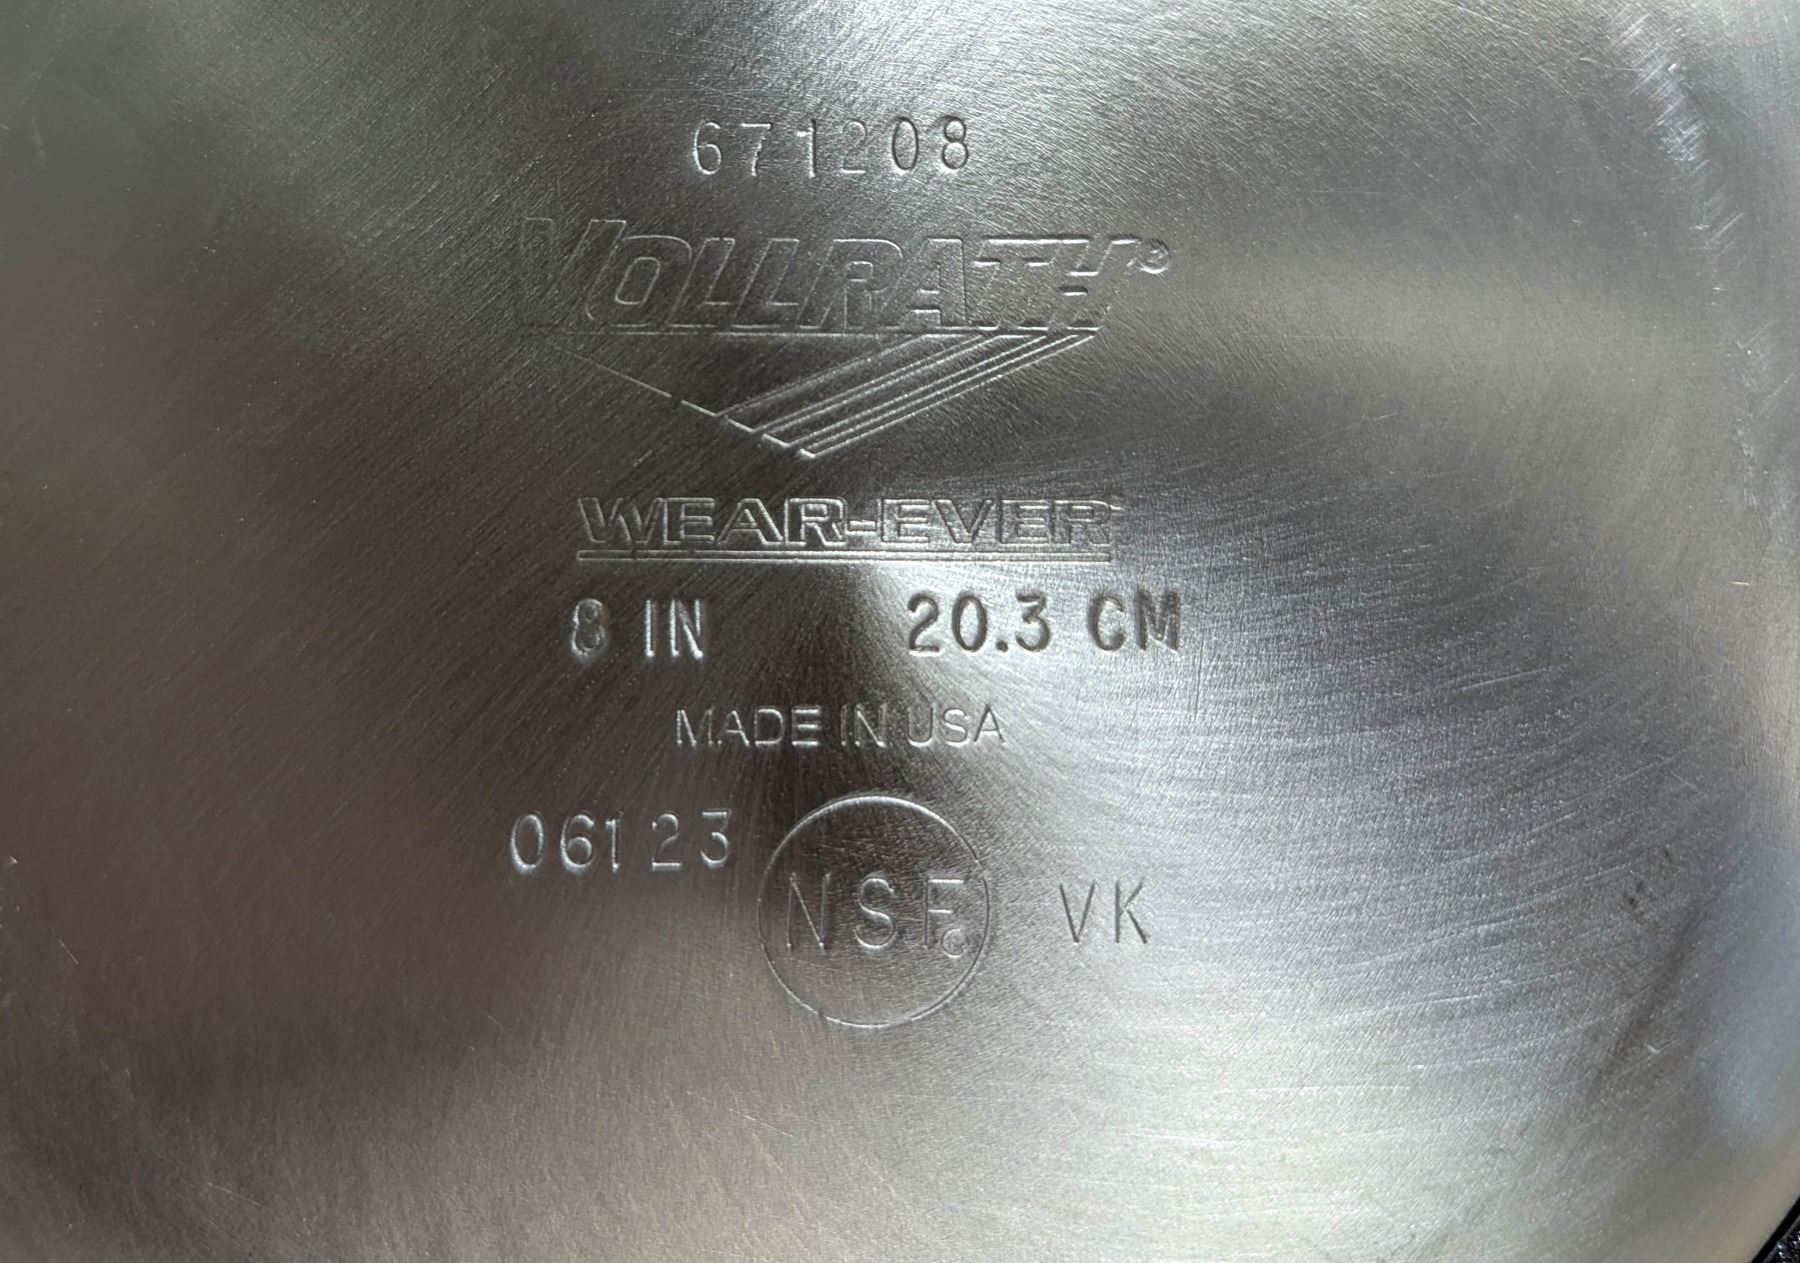 671208
VOLLRATH®
WEAR-EVER
8 IN 20.3 CM
MADE IN USA
06123
NSF® VK